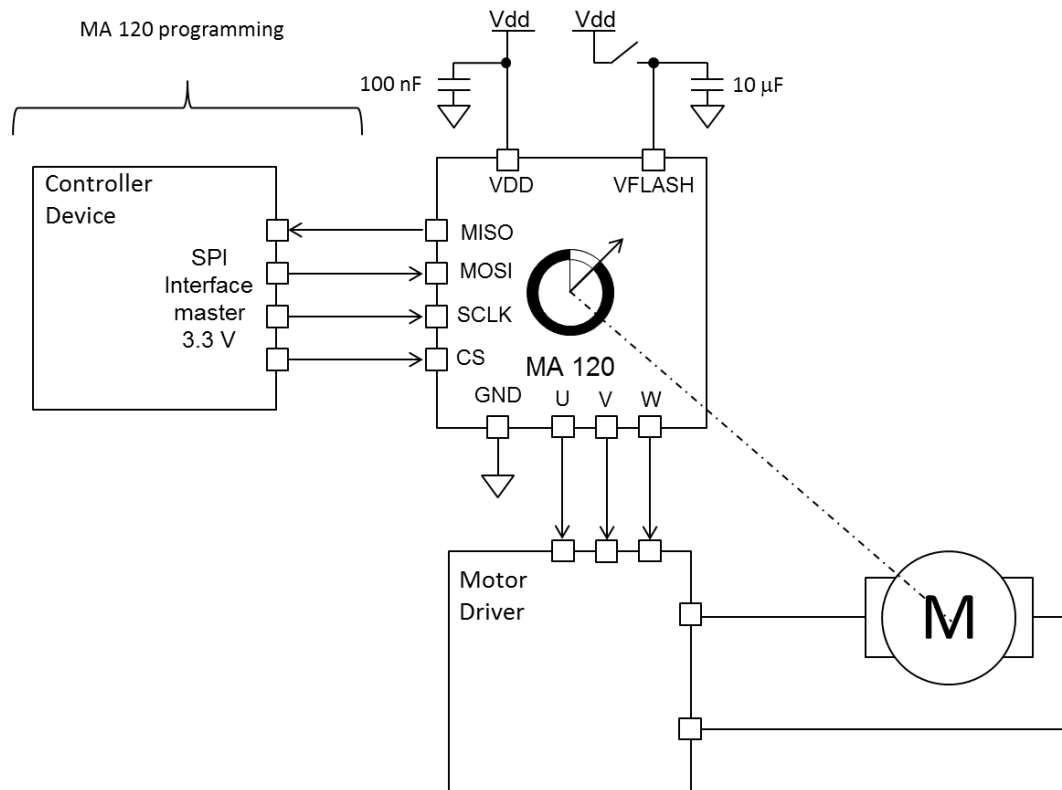 MA 120 programming
Vdd
Vdd
100 nF
10 μF
Controller
Device
VDD
VFLASH
SPI
Interface
master
3.3 V
MISO
MOSI
SCLK
CS
MA 120
GND
U
V
W
Motor
Driver
M